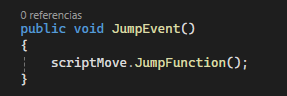 0 referencias
public void JumpEvent()
{
scriptMove.JumpFunction();
}